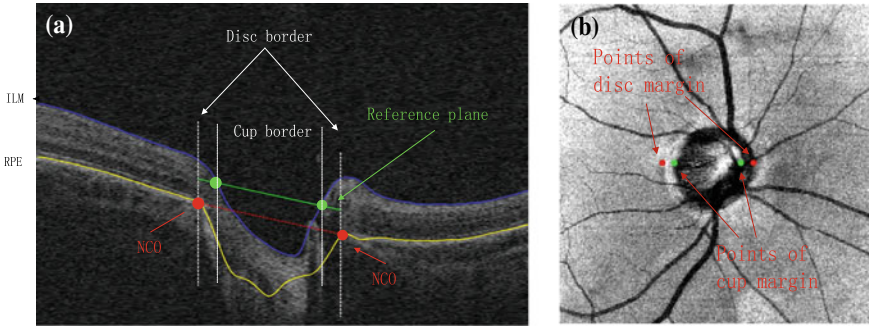 (a)
Disc border
ILM
Cup border
Reference plane
RPE
NCO
NCO
(b)
Points of
disc margin
Points of
cup margin